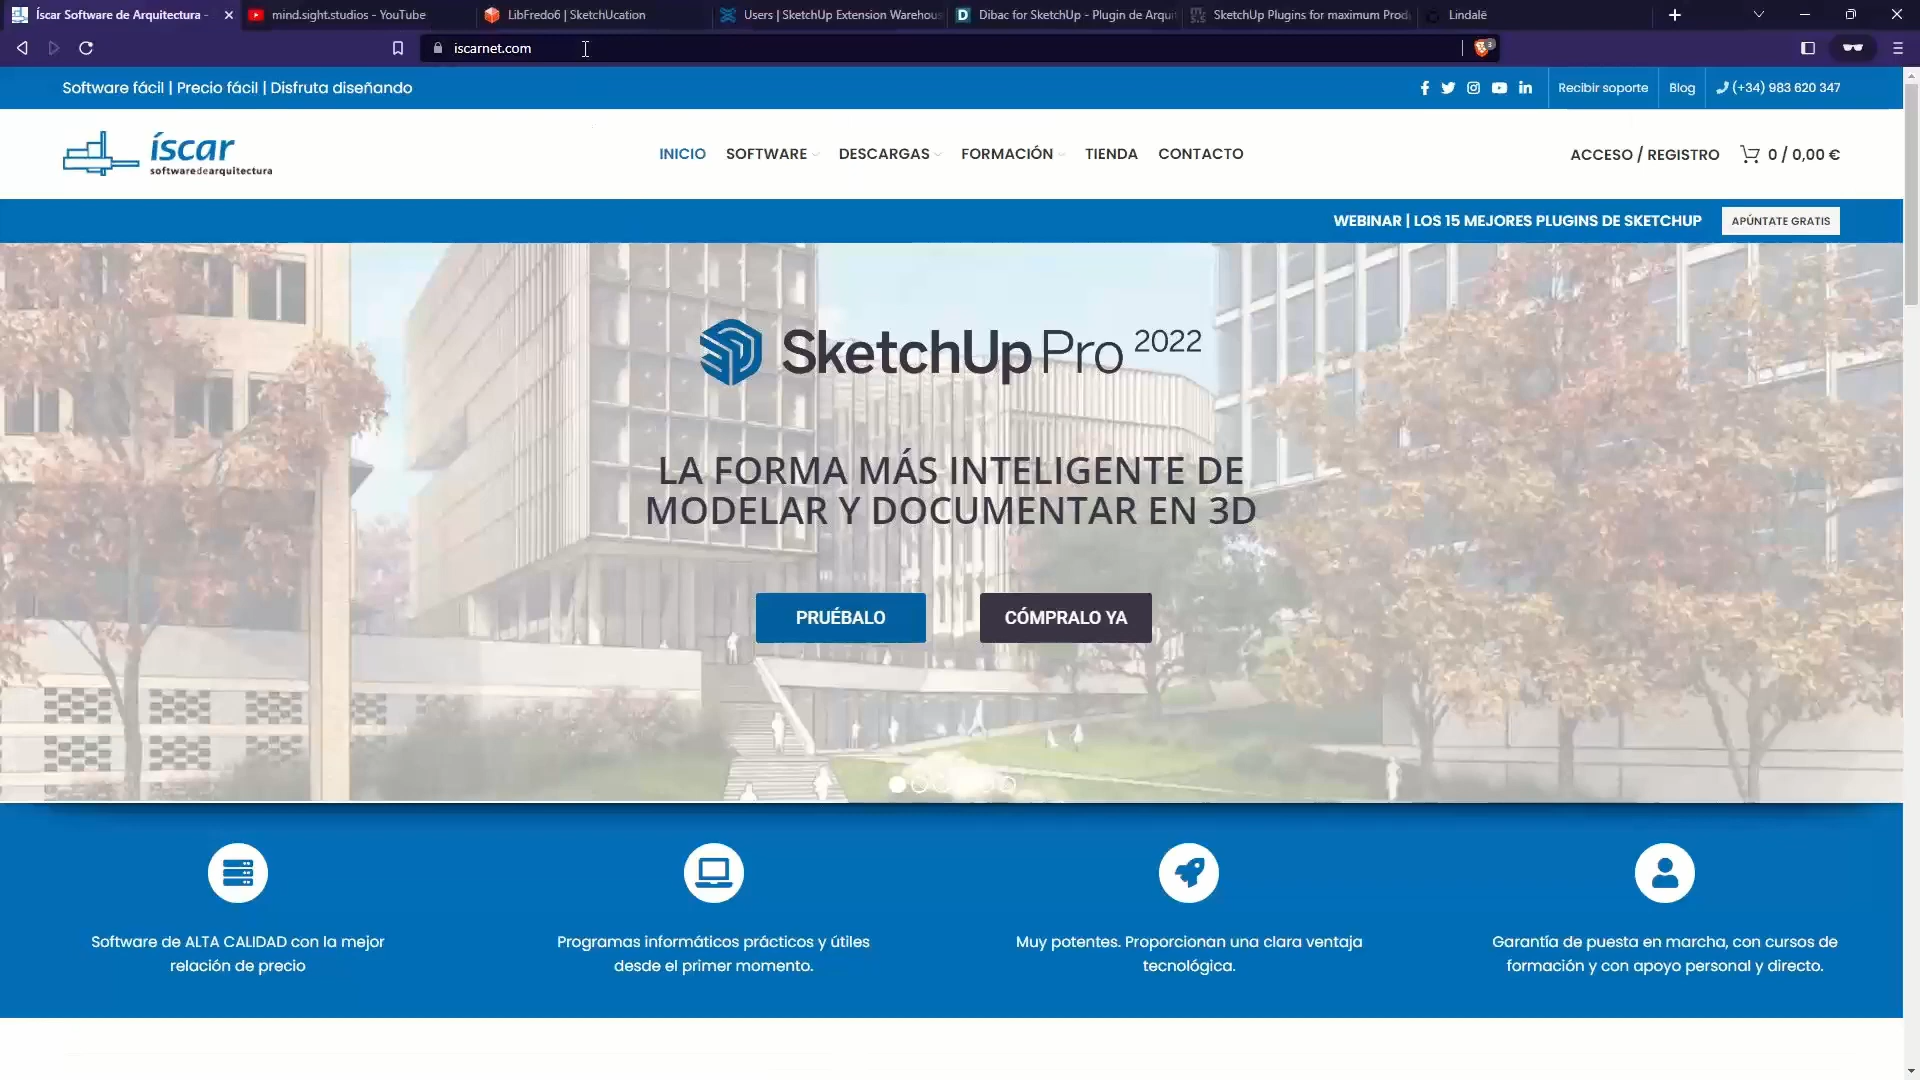 Íscar Software de Arquitectura -
mind.sight.studios - YouTube
LibFredo6 | SketchUcation
Users | SketchUp Extension Warehous
Dibac for SketchUp - Plugin de Arqui
SketchUp Plugins for maximum Prod
Lindalë
iscarnet.com
3
Software fácil | Precio fácil | Disfruta diseñando
Recibir soporte
Blog
(+34) 983 620 347
íscar
softwaredearquitectura
INICIO
SOFTWARE
DESCARGAS
FORMACIÓN
TIENDA
CONTACTO
ACCESO / REGISTRO
0 / 0,00 €
WEBINAR | LOS 15 MEJORES PLUGINS DE SKETCHUP
APÚNTATE GRATIS
SketchUp Pro 2022
LA FORMA MÁS INTELIGENTE DE
MODELAR Y DOCUMENTAR EN 3D
PRUÉBALO
CÓMPRALO YA
Software de ALTA CALIDAD con la mejor
relación de precio
Programas informáticos prácticos y útiles
desde el primer momento.
Muy potentes. Proporcionan una clara ventaja
tecnológica.
Garantía de puesta en marcha, con cursos de
formación y con apoyo personal y directo.